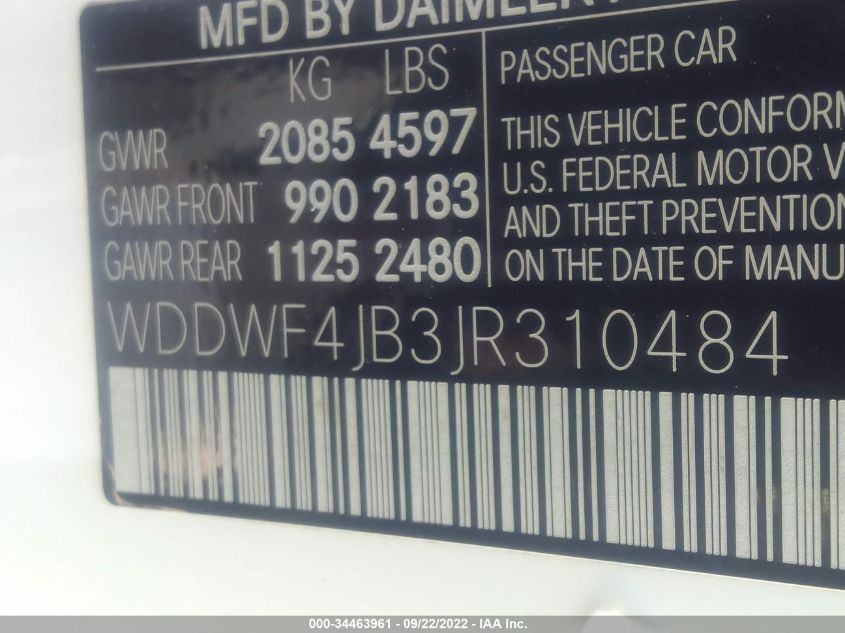 MFD BY DAIMLER
KG LBS
GVWR 2085 4597
GAWR FRONT 990 2183
GAWR REAR 1125 2480
PASSENGER CAR
THIS VEHICLE CONFORM
U.S. FEDERAL MOTOR V
AND THEFT PREVENTION
ON THE DATE OF MANU
WDDWF4JB3JR310484
000-34463961 - 09/22/2022 - IAA Inc.